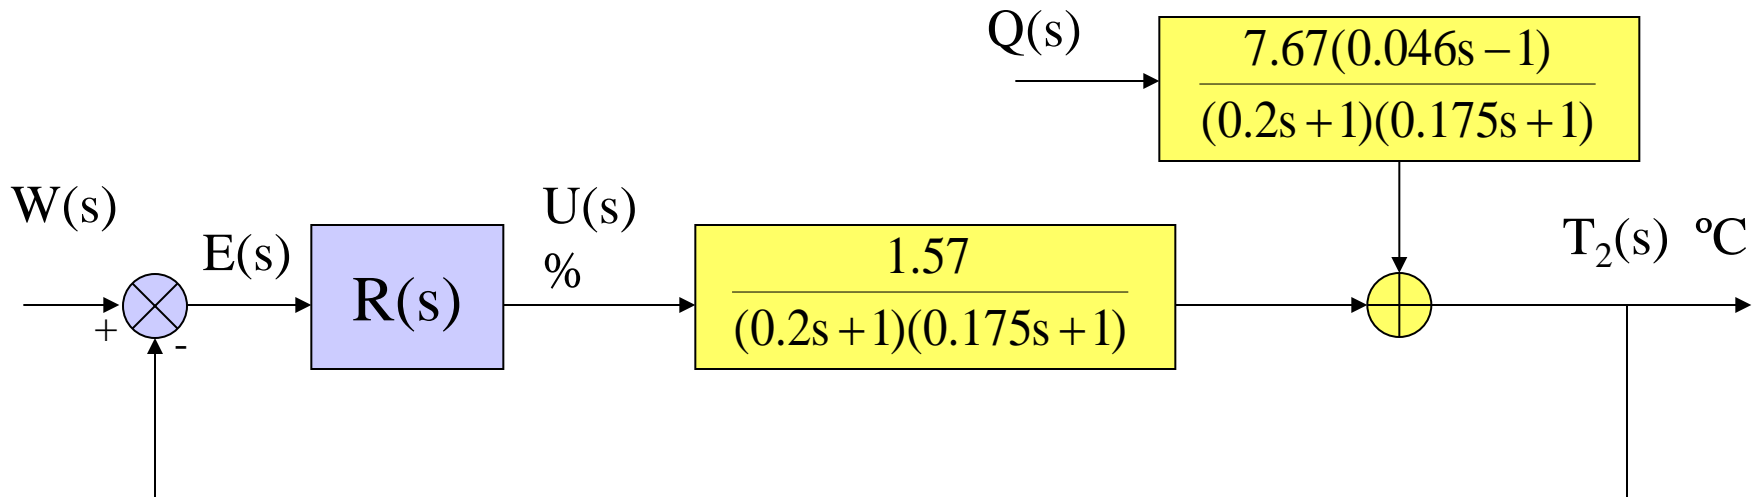 Q(s)
7.67(0.046s − 1)
(0.2s + 1)(0.175s + 1)
W(s)
+
-
E(s)
R(s)
U(s)
%
1.57
(0.2s + 1)(0.175s + 1)
T₂(s) ºC